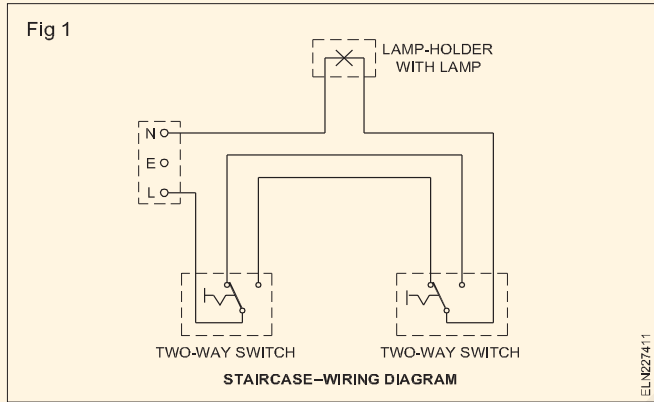 Fig 1
LAMP-HOLDER
WITH LAMP
N
E
L
TWO-WAY SWITCH
TWO-WAY SWITCH
STAIRCASE–WIRING DIAGRAM
ELN227411